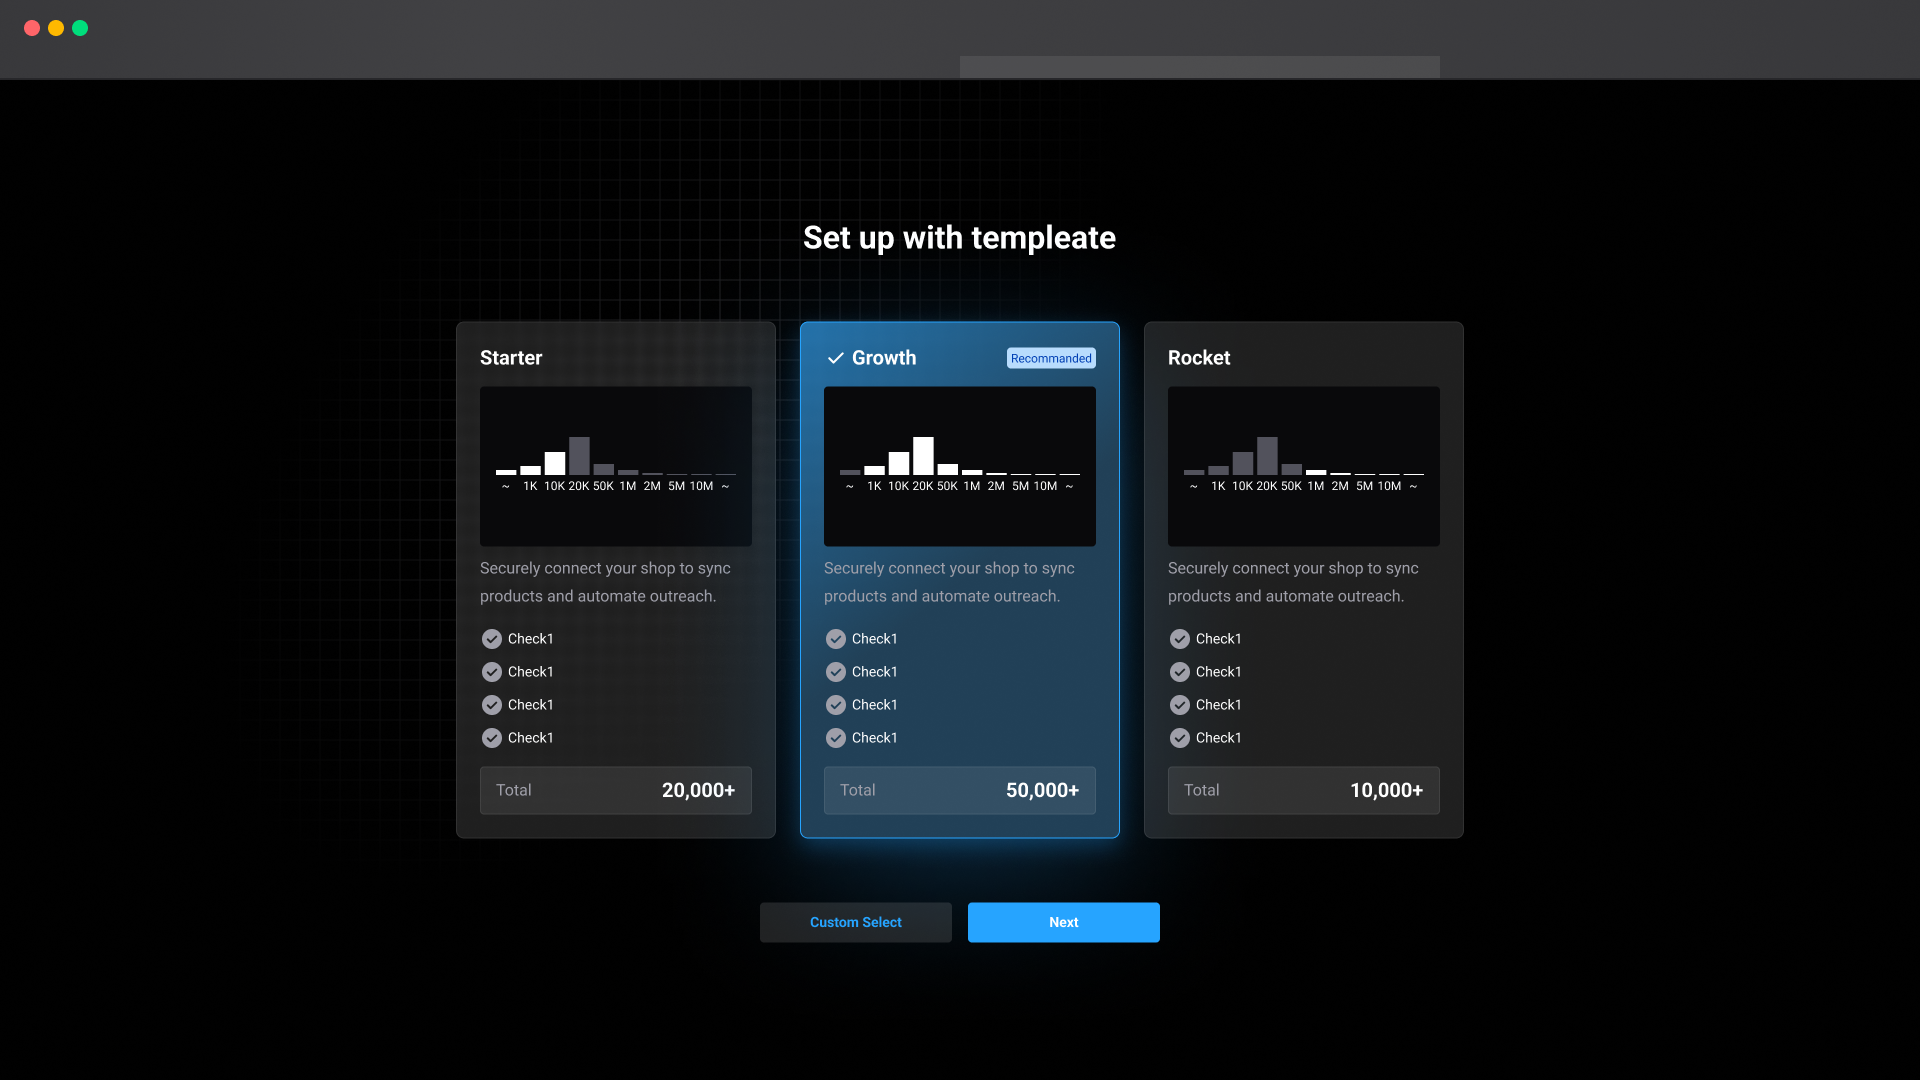 Set up with templeate
Starter
~ 1K 10K 20K 50K 1M 2M 5M 10M ~
Securely connect your shop to sync
products and automate outreach.
Check1
Check1
Check1
Check1
Total 20,000+
Growth Recommanded
~ 1K 10K 20K 50K 1M 2M 5M 10M ~
Securely connect your shop to sync
products and automate outreach.
Check1
Check1
Check1
Check1
Total 50,000+
Rocket
~ 1K 10K 20K 50K 1M 2M 5M 10M ~
Securely connect your shop to sync
products and automate outreach.
Check1
Check1
Check1
Check1
Total 10,000+
Custom Select Next